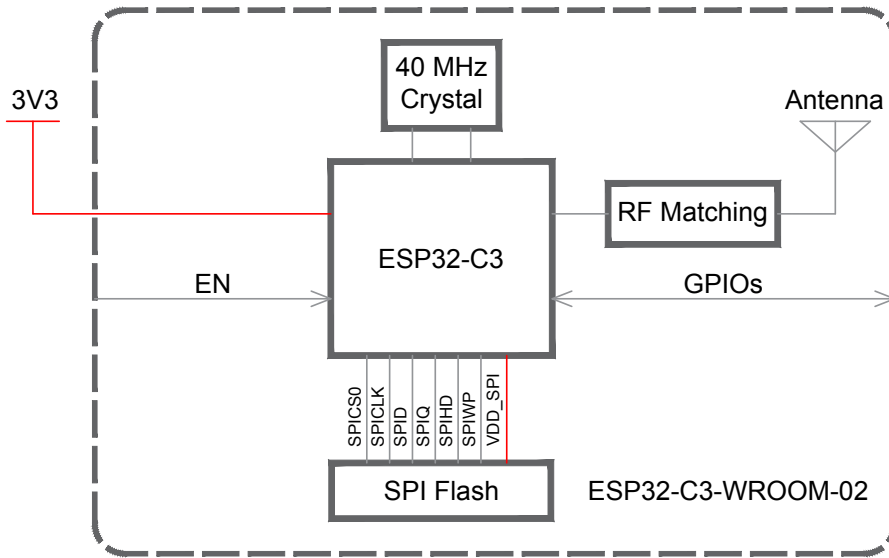 40 MHz
Crystal
3V3
Antenna
RF Matching
ESP32-C3
EN
GPIOs
SPICS0
SPICLK
SPID
SPIQ
SPIHD
SPIWP
VDD_SPI
SPI Flash
ESP32-C3-WROOM-02